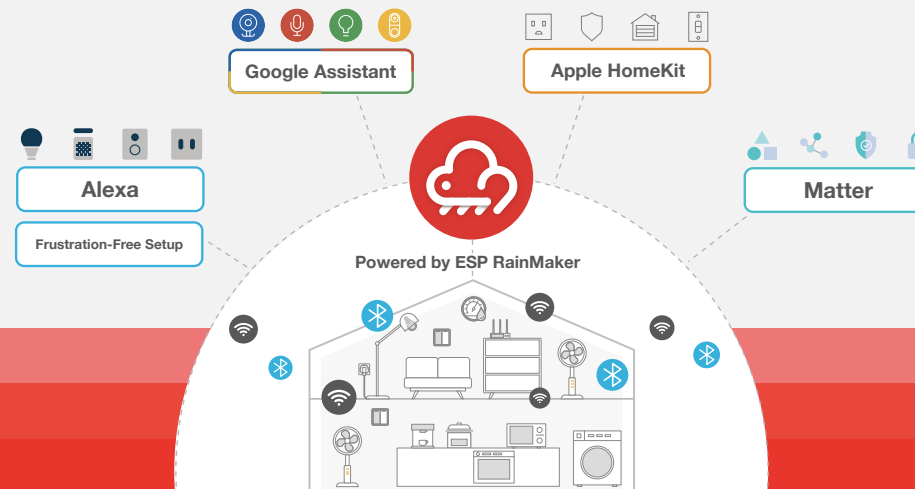 Google Assistant
Apple HomeKit
Alexa
Matter
Frustration-Free Setup
Powered by ESP RainMaker